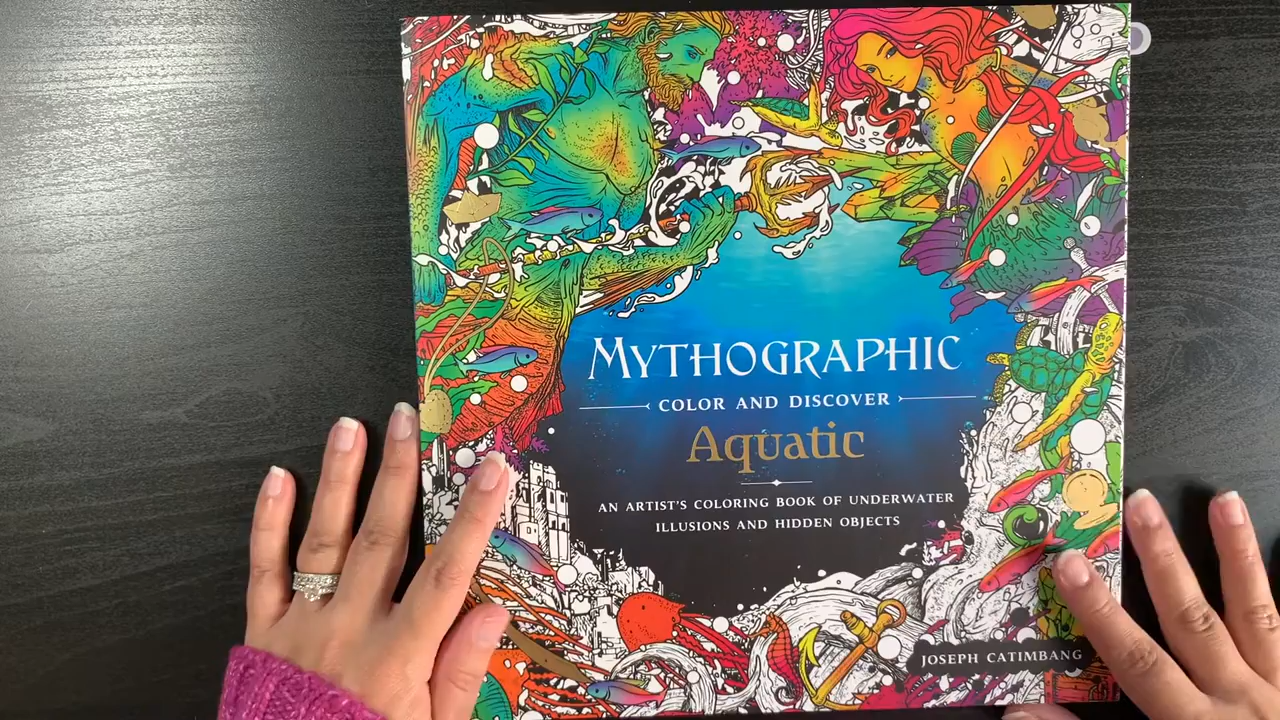 MYTHOGRAPHIC
COLOR AND DISCOVER
Aquatic
AN ARTIST'S COLORING BOOK OF UNDERWATER
ILLUSIONS AND HIDDEN OBJECTS
JOSEPH CATIMBANG